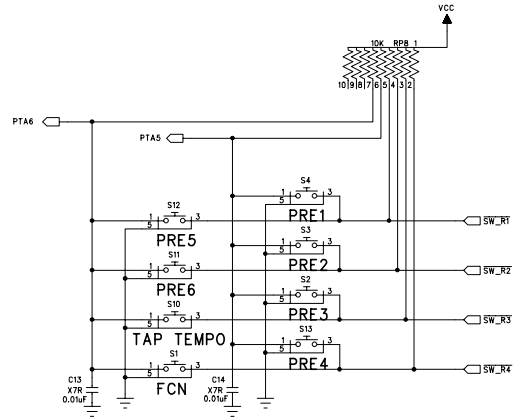 VCC
10K RP8 1
10 9 8 7 6 5 4 3 2
PTA6
PTA5
S4
1 3
5
PRE1
S12
1 3
5
PRE5
SW_R1
S3
1 3
5
PRE2
S11
1 3
5
PRE6
SW_R2
S2
1 3
5
PRE3
S10
1 3
5
TAP TEMPO
SW_R3
S13
1 3
5
PRE4
S1
1 3
5
FCN
SW_R4
C13
X7R
0.01uF
C14
X7R
0.01uF